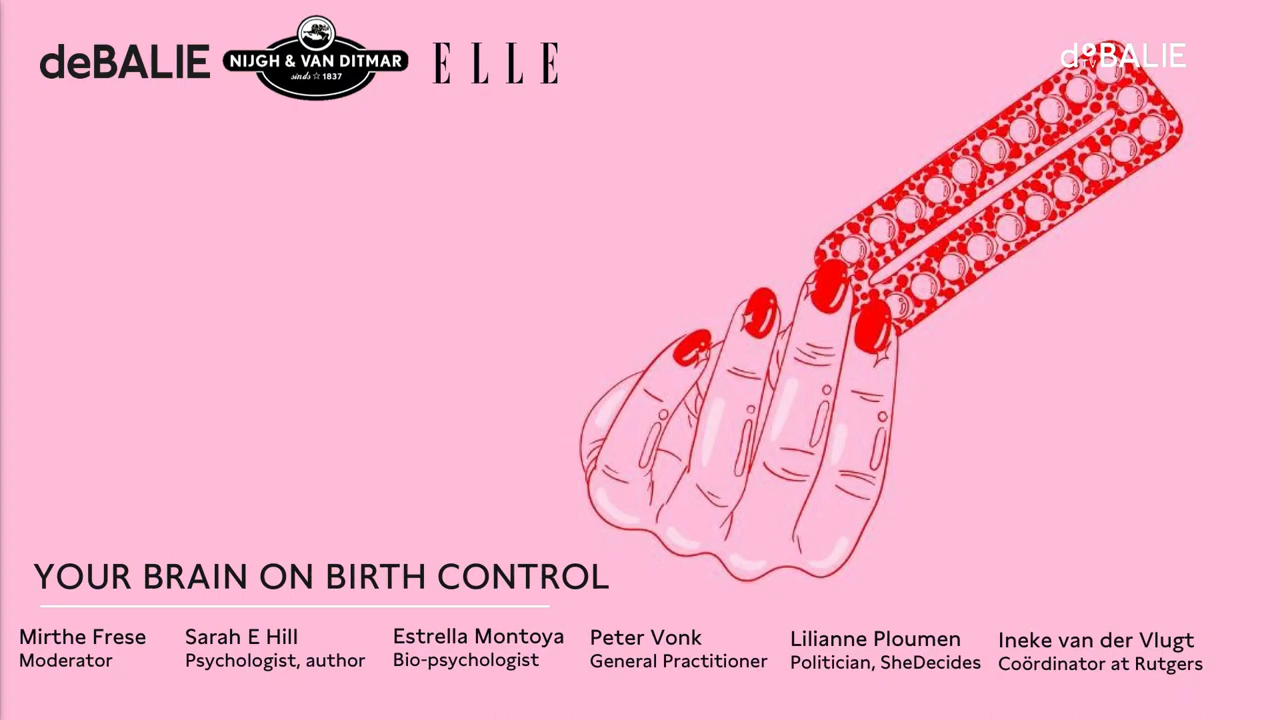 deBALIE
NIJGH & VAN DITMAR
sinds ☆ 1837
ELLE
deBALIE
TV
YOUR BRAIN ON BIRTH CONTROL
Mirthe Frese
Moderator
Sarah E Hill
Psychologist, author
Estrella Montoya
Bio-psychologist
Peter Vonk
General Practitioner
Lilianne Ploumen
Politician, SheDecides
Ineke van der Vlugt
Coördinator at Rutgers